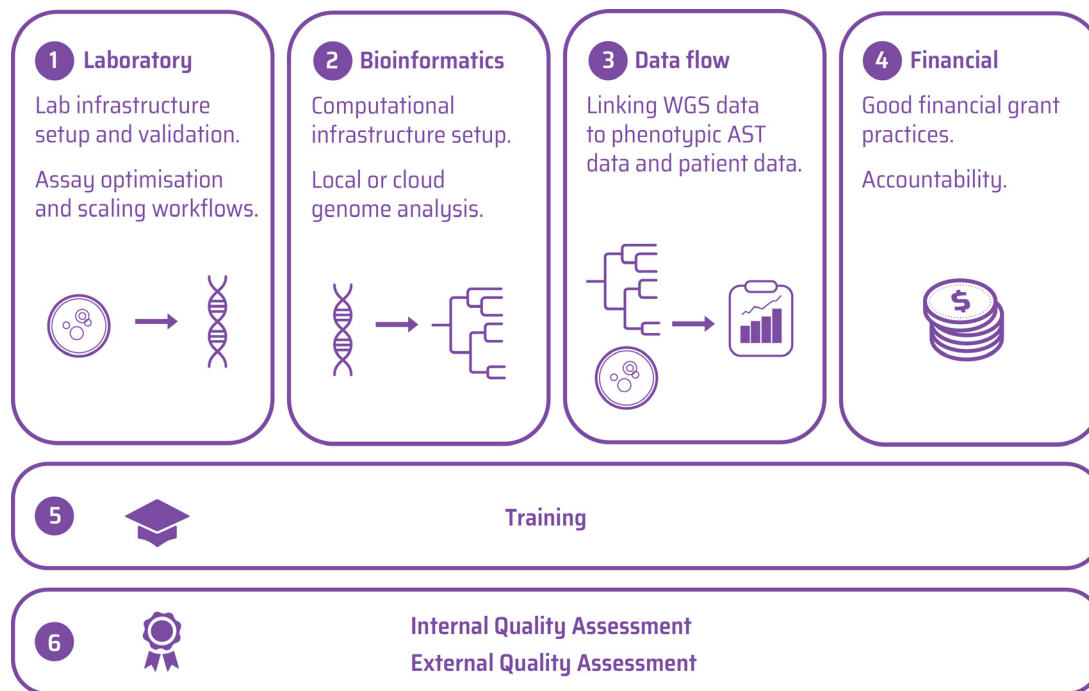 1 Laboratory
Lab infrastructure
setup and validation.
Assay optimisation
and scaling workflows.
2 Bioinformatics
Computational
infrastructure setup.
Local or cloud
genome analysis.
3 Data flow
Linking WGS data
to phenotypic AST
data and patient data.
4 Financial
Good financial grant
practices.
Accountability.
$
5 Training
6 Internal Quality Assessment
External Quality Assessment